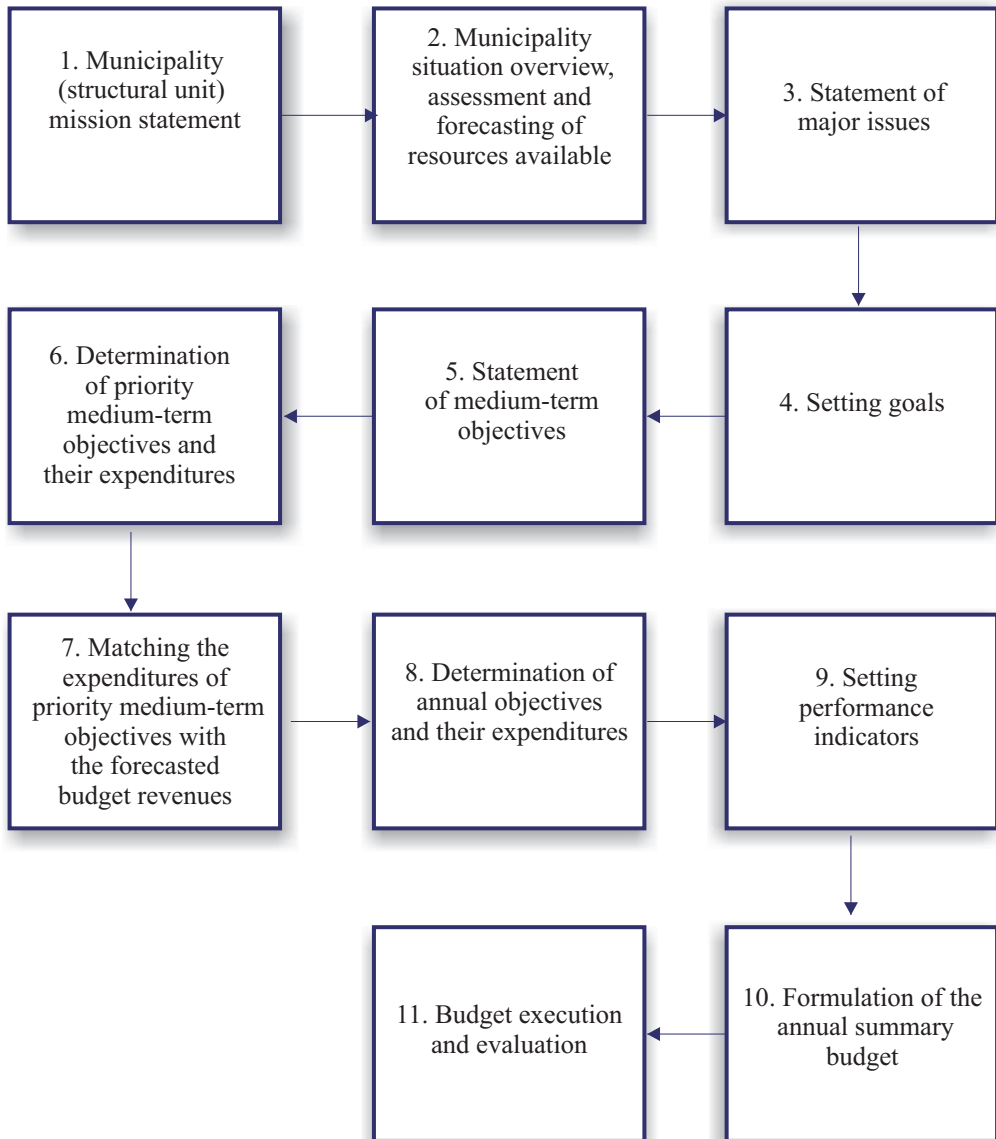 1. Municipality
(structural unit)
mission statement
2. Municipality
situation overview,
assessment and
forecasting of
resources available
3. Statement of
major issues
4. Setting goals
5. Statement
of medium-term
objectives
6. Determination
of priority
medium-term
objectives and
their expenditures
7. Matching the
expenditures of
priority medium-term
objectives with
the forecasted
budget revenues
8. Determination of
annual objectives
and their expenditures
9. Setting
performance
indicators
10. Formulation of the
annual summary
budget
11. Budget execution
and evaluation